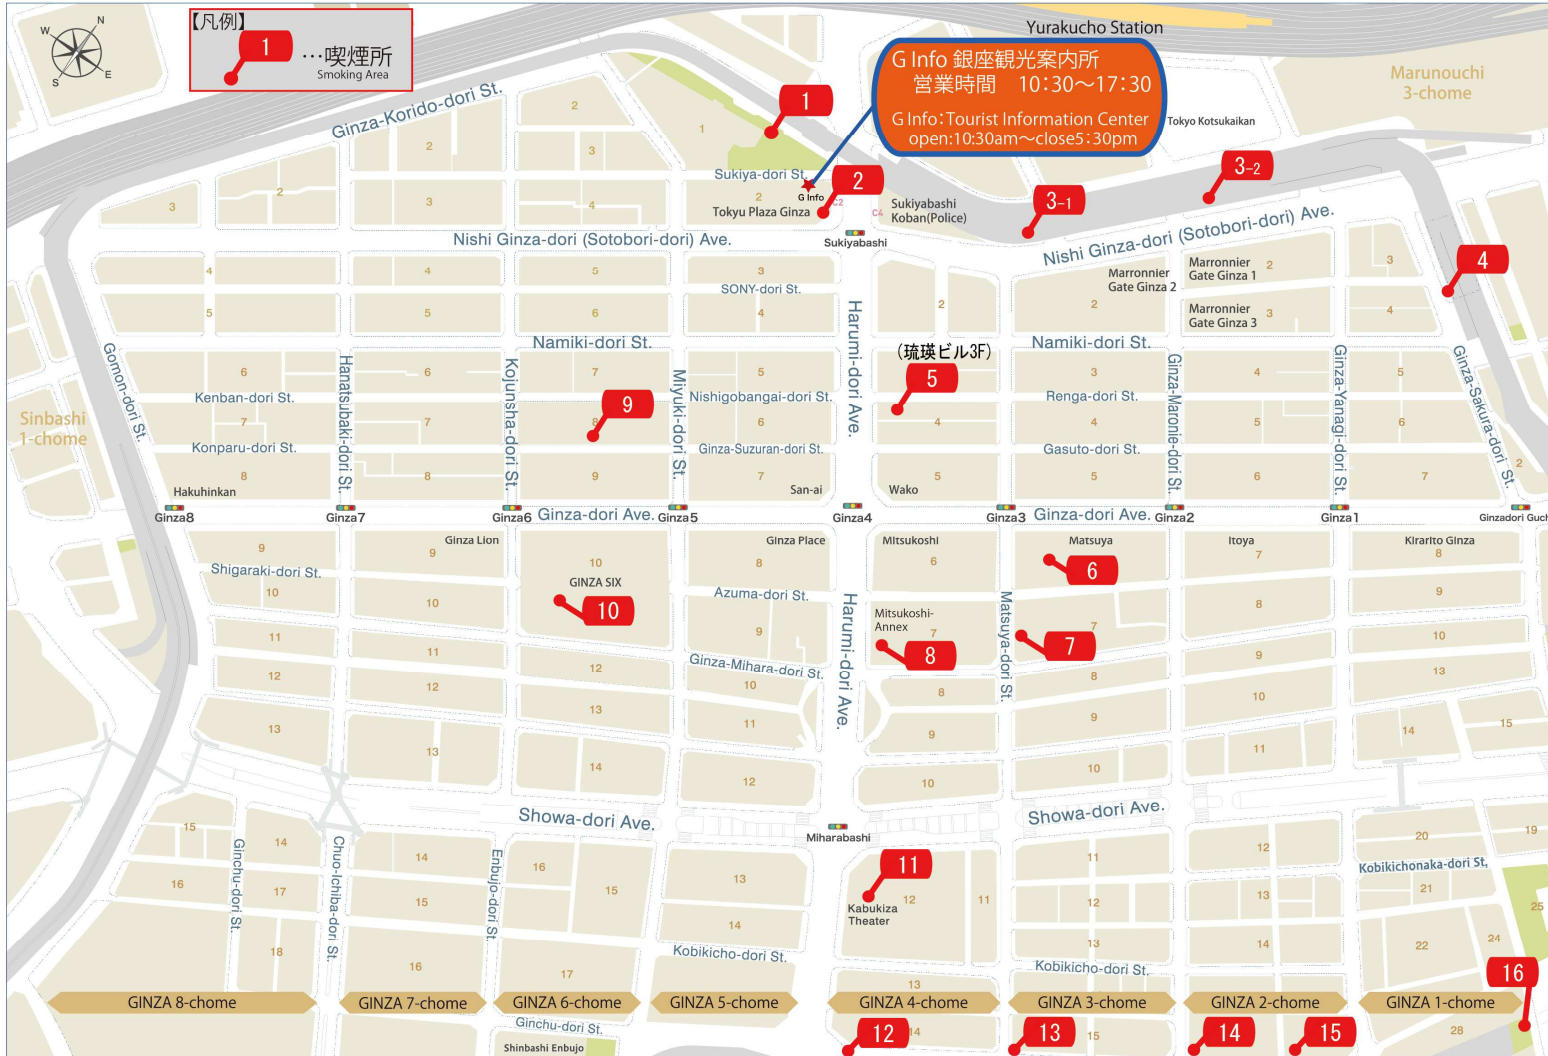 【凡例】
1 …喫煙所
Smoking Area
N
W
E
S
Yurakucho Station
G Info 銀座観光案内所
営業時間 10:30～17:30
G Info:Tourist Information Center
open:10:30am～close5:30pm
Marunouchi
3-chome
Tokyo Kotsukaikan
Ginza-Korido-dori St.
1
2
3-1
3-2
4
Sukiya-dori St.
G Info
Tokyu Plaza Ginza
C2
C4
Sukiyabashi
Koban(Police)
Sukiyabashi
Nishi Ginza-dori (Sotobori-dori) Ave.
Nishi Ginza-dori (Sotobori-dori) Ave.
Marronnier
Gate Ginza 2
Marronnier
Gate Ginza 1
Marronnier
Gate Ginza 3
SONY-dori St.
Harumi-dori Ave.
Namiki-dori St.
Namiki-dori St.
(琉瑛ビル3F)
5
Gomon-dori St.
Hanatsubaki-dori St.
Kojunsha-dori St.
Miyuki-dori St.
Ginza-Maronie-dori St.
Ginza-Yanagi-dori St.
Ginza-Sakura-dori St.
Sinbashi
1-chome
Kenban-dori St.
9
Nishigobangai-dori St.
Renga-dori St.
Konparu-dori St.
Ginza-Suzuran-dori St.
Gasuto-dori St.
Hakuhinkan
San-ai
Wako
Ginza8
Ginza7
Ginza6
Ginza-dori Ave.
Ginza5
Ginza4
Ginza3
Ginza-dori Ave.
Ginza2
Ginza1
Ginzadori Guch
Ginza Lion
Ginza Place
Mitsukoshi
Matsuya
Itoya
Kirarito Ginza
Shigaraki-dori St.
GINZA SIX
10
Azuma-dori St.
6
Mitsukoshi-
Annex
8
7
Matsuya-dori St.
Harumi-dori Ave.
Ginza-Mihara-dori St.
Showa-dori Ave.
Showa-dori Ave.
Miharabashi
Ginchu-dori St.
Chuo-Ichiba-dori St.
Enbujo-dori St.
11
Kabukiza
Theater
Kobikichonaka-dori St,
Kobikicho-dori St.
Kobikicho-dori St.
16
GINZA 8-chome
GINZA 7-chome
GINZA 6-chome
GINZA 5-chome
GINZA 4-chome
GINZA 3-chome
GINZA 2-chome
GINZA 1-chome
Ginchu-dori St.
Shinbashi Enbujo
12
13
14
15